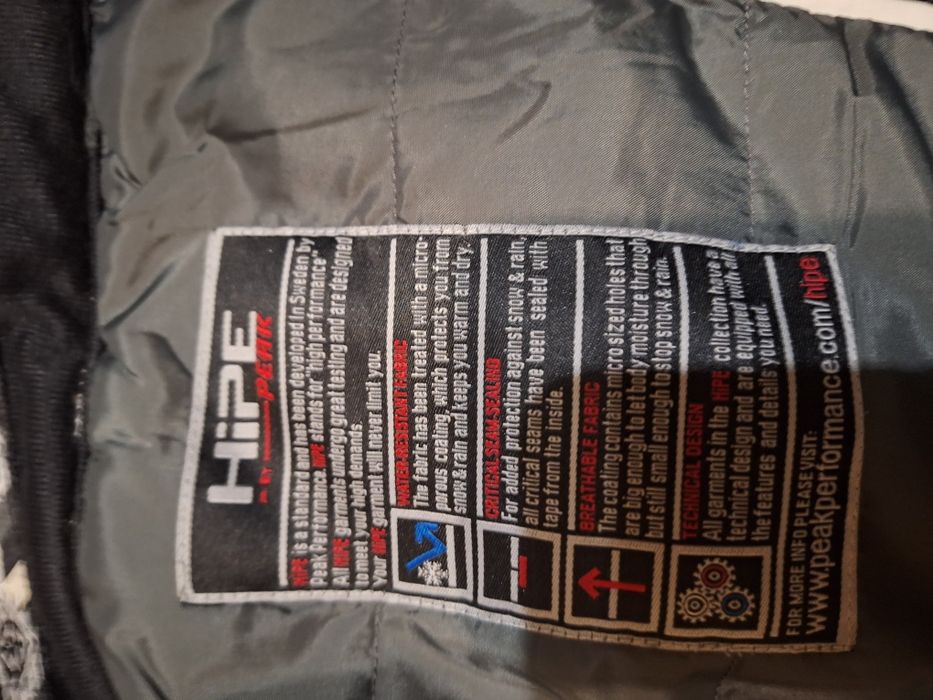 HiPE
BY PEAK
HIPE is a standard and has been developed in Sweden by
Peak Performance. HIPE stands for "high performance"
All HIPE garments undergo great testing and are designed
to meet your high demands.
Your HIPE garment will never limit you.
WATER-RESISTANT FABRIC
The fabric has been treated with a micro-
porous coating, which protects you from
snow & rain and keeps you warm and dry.
CRITICAL SEAM-SEALING
For added protection against snow & rain,
all critical seams have been sealed with
tape from the inside.
BREATHABLE FABRIC
The coating contains micro sized holes that
are big enough to let body moisture through
but still small enough to stop snow & rain.
TECHNICAL DESIGN
All garments in the HIPE collection have a
technical design and are equipped with all
the features and details you need.
FOR MORE INFO PLEASE VISIT:
www.peakperformance.com/hipe